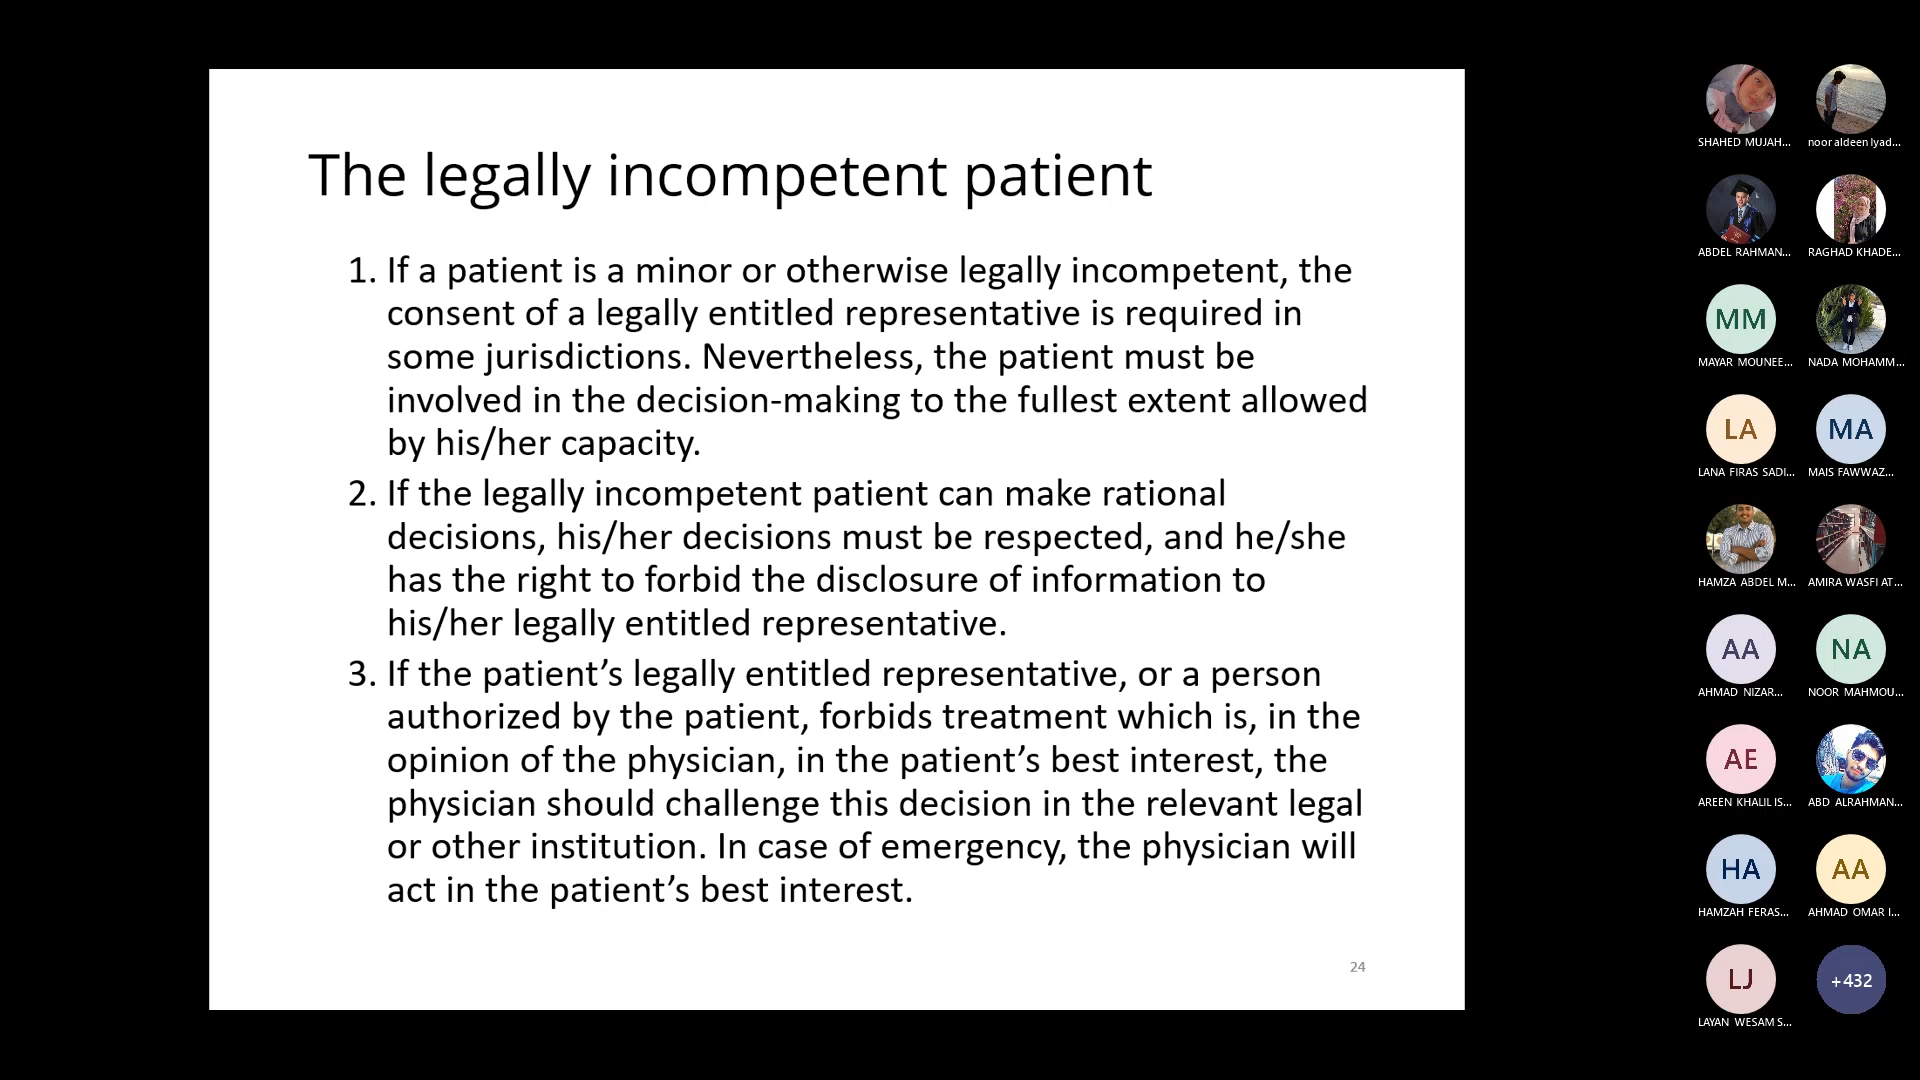 The legally incompetent patient
1. If a patient is a minor or otherwise legally incompetent, the
consent of a legally entitled representative is required in
some jurisdictions. Nevertheless, the patient must be
involved in the decision-making to the fullest extent allowed
by his/her capacity.
2. If the legally incompetent patient can make rational
decisions, his/her decisions must be respected, and he/she
has the right to forbid the disclosure of information to
his/her legally entitled representative.
3. If the patient’s legally entitled representative, or a person
authorized by the patient, forbids treatment which is, in the
opinion of the physician, in the patient’s best interest, the
physician should challenge this decision in the relevant legal
or other institution. In case of emergency, the physician will
act in the patient’s best interest.
24
SHAHED MUJAH...
noor aldeen Iyad...
ABDEL RAHMAN...
RAGHAD KHADE...
MM
MAYAR MOUNEE...
NADA MOHAMM...
LA
LANA FIRAS SADI...
MA
MAIS FAWWAZ...
HAMZA ABDEL M...
AMIRA WASFI AT...
AA
AHMAD NIZAR...
NA
NOOR MAHMOU...
AE
AREEN KHALIL IS...
ABD ALRAHMAN...
HA
HAMZAH FERAS...
AA
AHMAD OMAR I...
LJ
LAYAN WESAM S...
+432